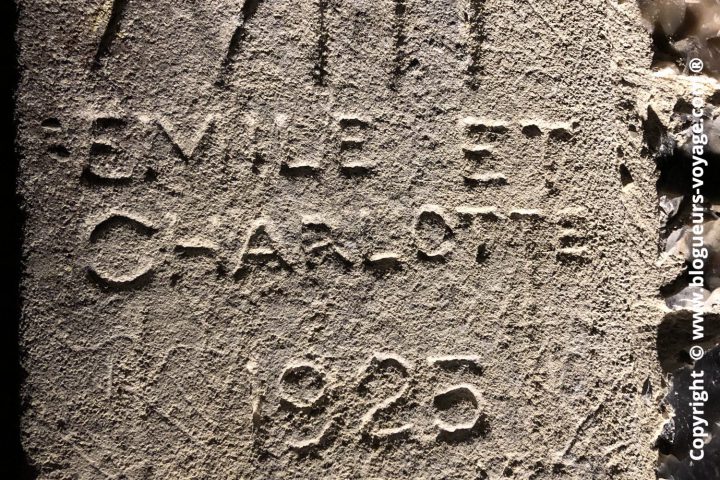 :EMILE ET
CHARLOTTE
1925
Copyright © www.blogueurs-voyage.com ®